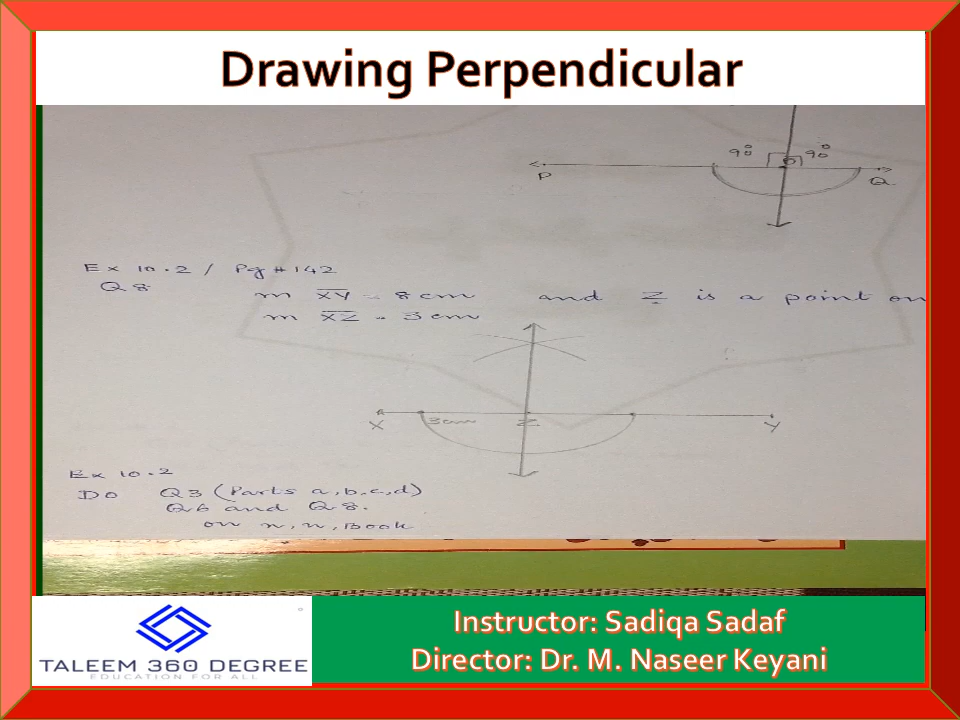 Drawing Perpendicular
90° 90°
O
P Q
Ex 10.2 / Pg # 142
Q8
m XY = 8cm and Z is a point on
m XZ = 3cm
X 3cm Z Y
Ex 10.2
Do Q3 (Parts a,b,c,d)
Q6 and Q8.
on n,n,Book
TALEEM 360 DEGREE
EDUCATION FOR ALL
Instructor: Sadiqa Sadaf
Director: Dr. M. Naseer Keyani